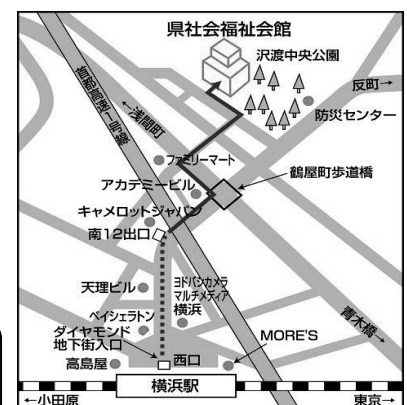 県社会福祉会館
沢渡中央公園
首都高速1号線
←浅間町
反町→
防災センター
ファミリーマート
鶴屋町歩道橋
アカデミービル
キャメロットジャパン
南12出口
天理ビル
ヨドバシカメラ
マルチメディア
横浜
ベイシェラトン
ダイヤモンド
地下街入口
MORE'S
青木橋→
高島屋
西口
横浜駅
←小田原
東京→